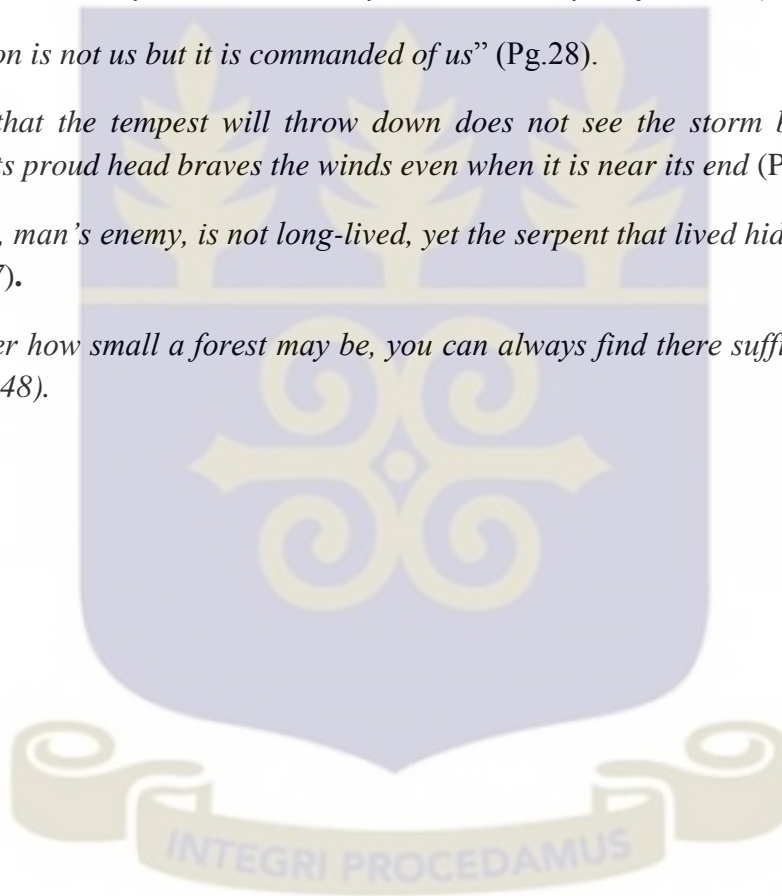 on is not us but it is commanded of us” (Pg.28).
that the tempest will throw down does not see the storm b
ts proud head braves the winds even when it is near its end (P
, man’s enemy, is not long-lived, yet the serpent that lived hid
7).
er how small a forest may be, you can always find there suffi
48).
INTEGRI PROCEDAMUS